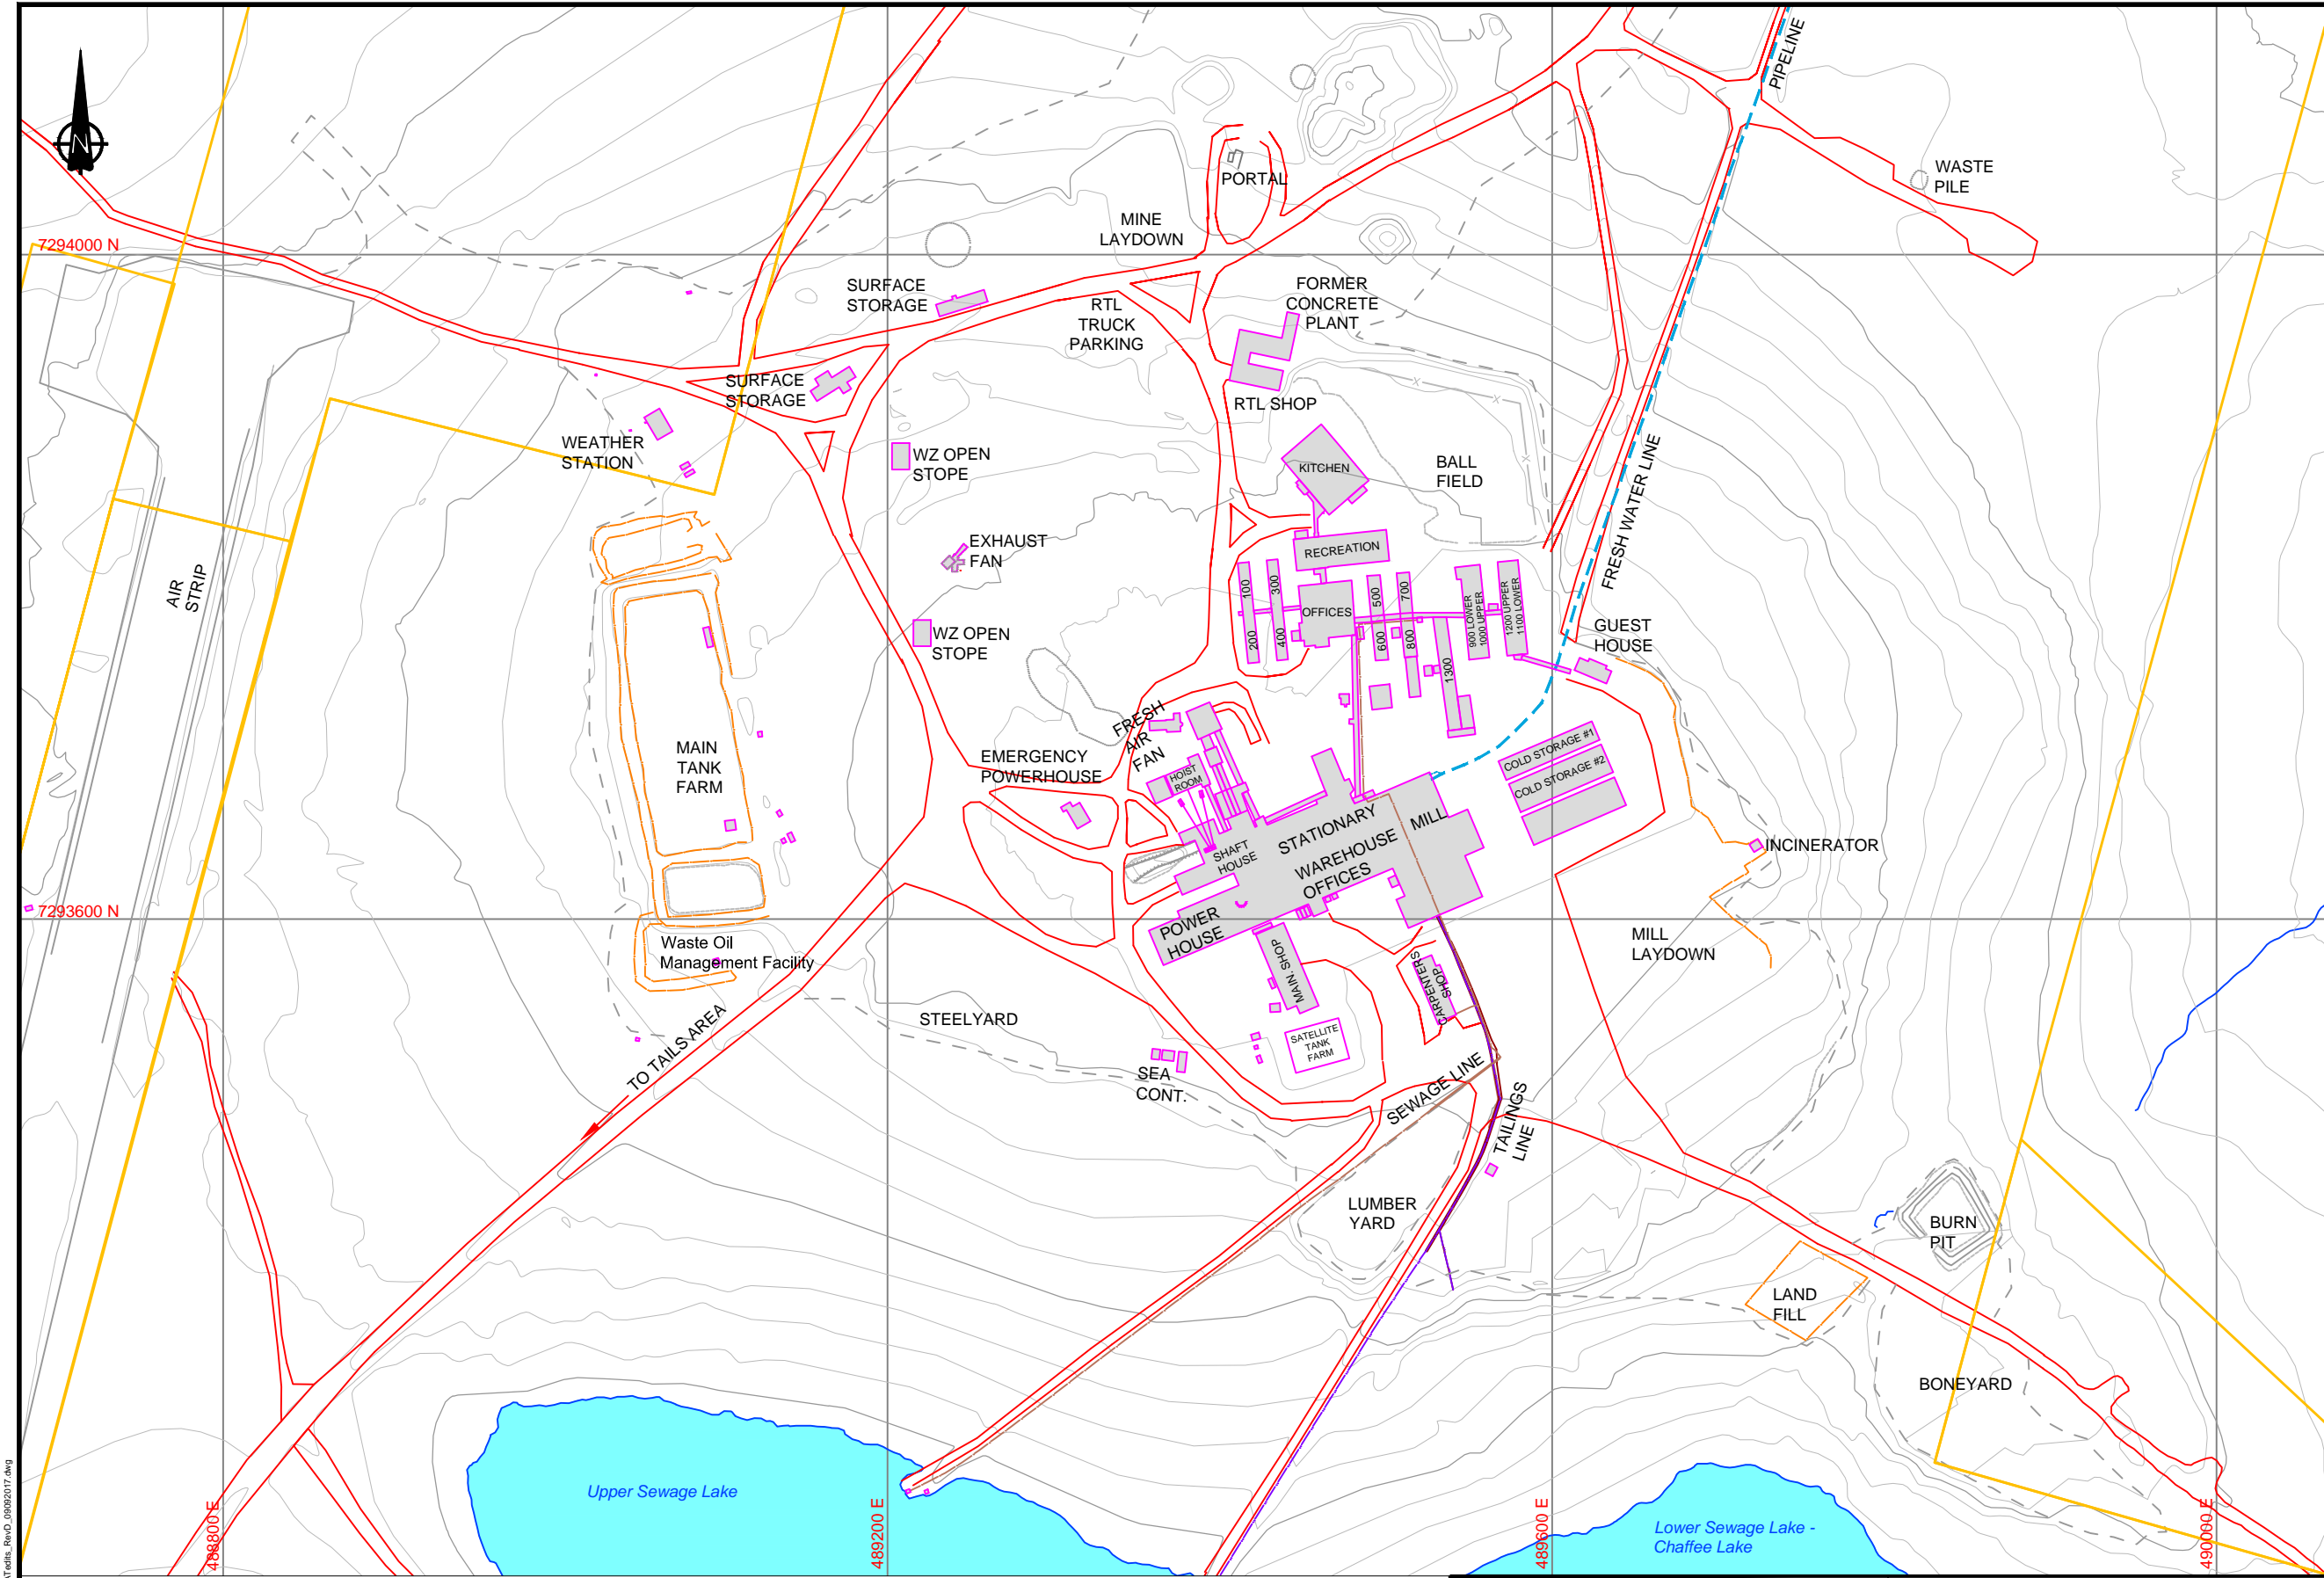 PIPELINE
N
WASTE
PILE
PORTAL
MINE
LAYDOWN
7294000 N
SURFACE
STORAGE
FORMER
CONCRETE
PLANT
RTL
TRUCK
PARKING
SURFACE
STORAGE
RTL SHOP
WEATHER
STATION
WZ OPEN
STOPE
KITCHEN
BALL
FIELD
FRESH WATER LINE
EXHAUST
FAN
RECREATION
AIR
STRIP
100
300
500
700
OFFICES
900 LOWER
1000 UPPER
1200 UPPER
1100 LOWER
200
400
600
800
1300
WZ OPEN
STOPE
GUEST
HOUSE
FRESH
AIR
FAN
MAIN
TANK
FARM
EMERGENCY
POWERHOUSE
HOIST
ROOM
COLD STORAGE #1
COLD STORAGE #2
STATIONARY
MILL
SHAFT
HOUSE
WAREHOUSE
OFFICES
INCINERATOR
7293600 N
POWER
HOUSE
Waste Oil
Management Facility
MAIN. SHOP
CARPENTERS
SHOP
MILL
LAYDOWN
STEELYARD
SATELLITE
TANK
FARM
TO TAILS AREA
SEA
CONT.
SEWAGE LINE
TAILINGS
LINE
LUMBER
YARD
BURN
PIT
LAND
FILL
BONEYARD
Upper Sewage Lake
Lower Sewage Lake -
Chaffee Lake
488800 E
489200 E
489600 E
490000 E
edits_RevD_09092017.dwg